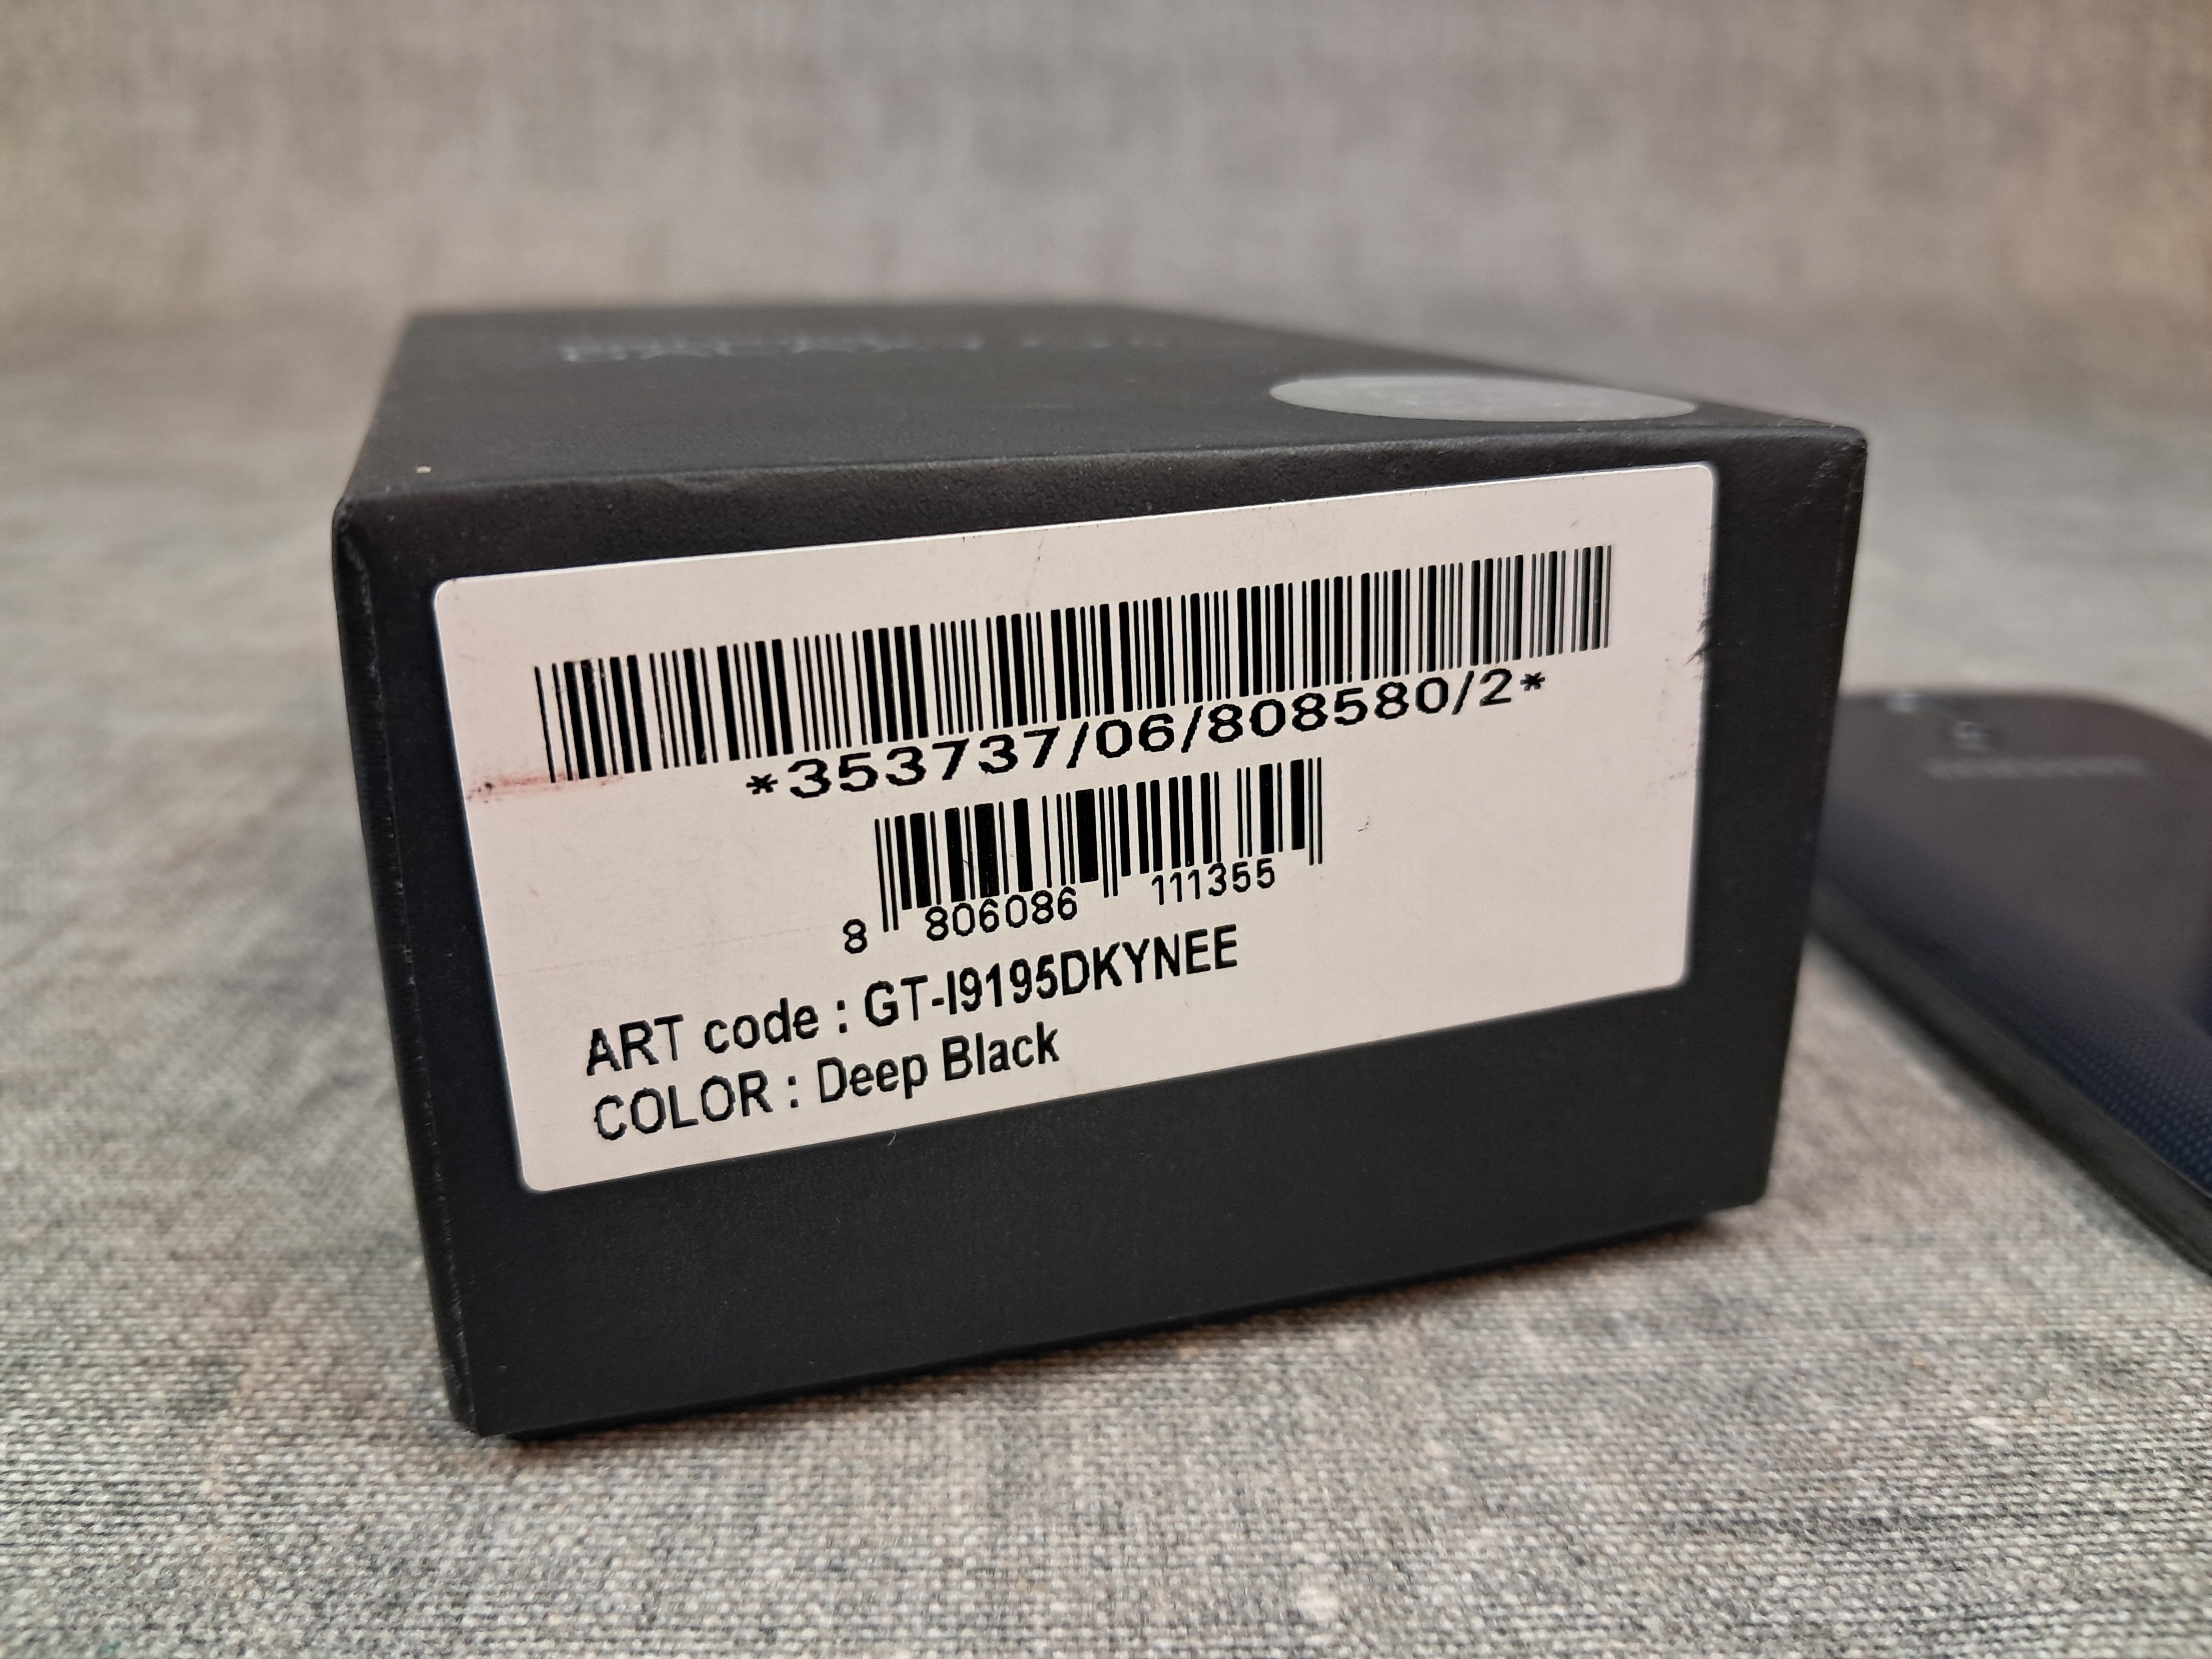 *353737/06/808580/2*
8 806086 111355
ART code : GT-I9195DKYNEE
COLOR : Deep Black